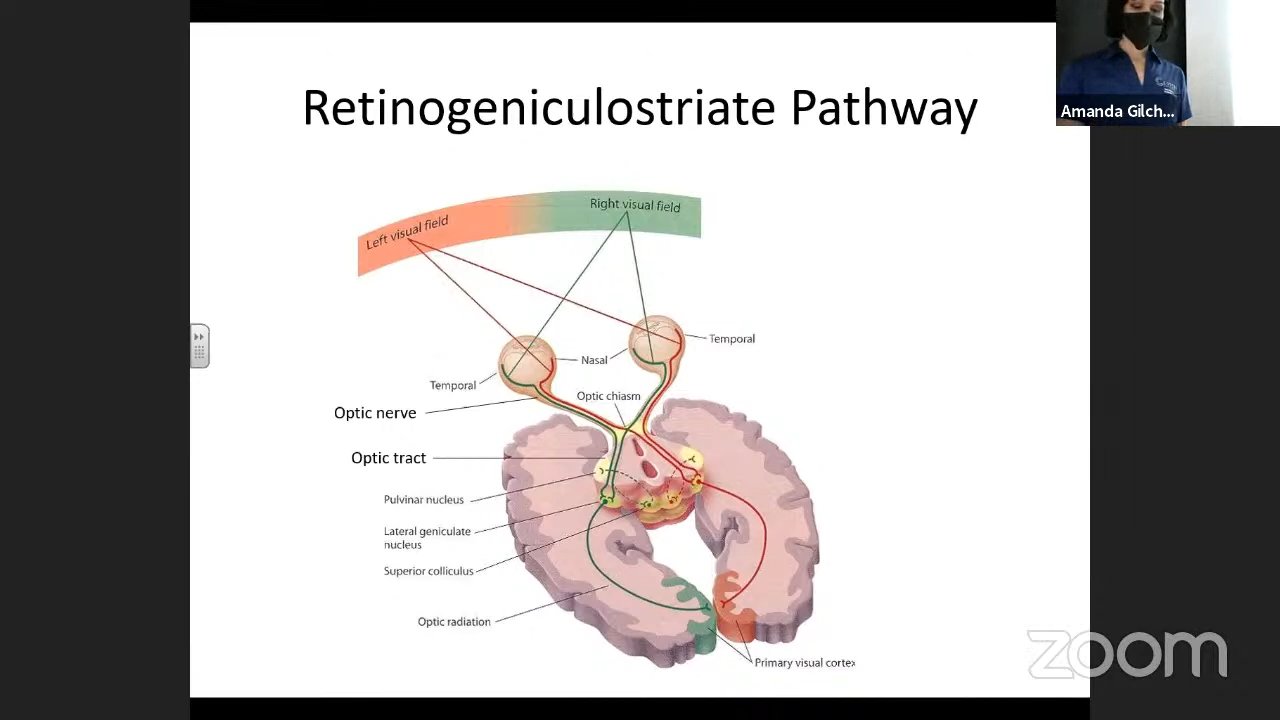 Retinogeniculostriate Pathway
Amanda Gilch...
Right visual field
Left visual field
Temporal
Nasal
Temporal
Optic chiasm
Optic nerve
Optic tract
Pulvinar nucleus
Lateral geniculate
nucleus
Superior colliculus
Optic radiation
Primary visual cortex
zoom